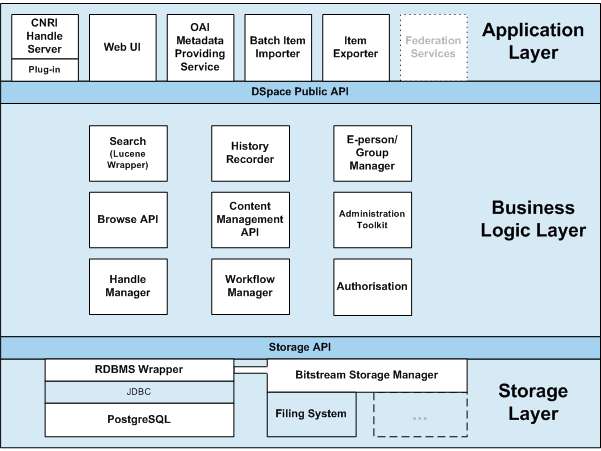 CNRI
Handle
Server
Plug-in
Web UI
OAI
Metadata
Providing
Service
Batch Item
Importer
Item
Exporter
Federation
Services
Application
Layer
DSpace Public API
Search
(Lucene
Wrapper)
History
Recorder
E-person/
Group
Manager
Browse API
Content
Management
API
Administration
Toolkit
Business
Logic Layer
Handle
Manager
Workflow
Manager
Authorisation
Storage API
RDBMS Wrapper
JDBC
PostgreSQL
Bitstream Storage Manager
Filing System
...
Storage
Layer